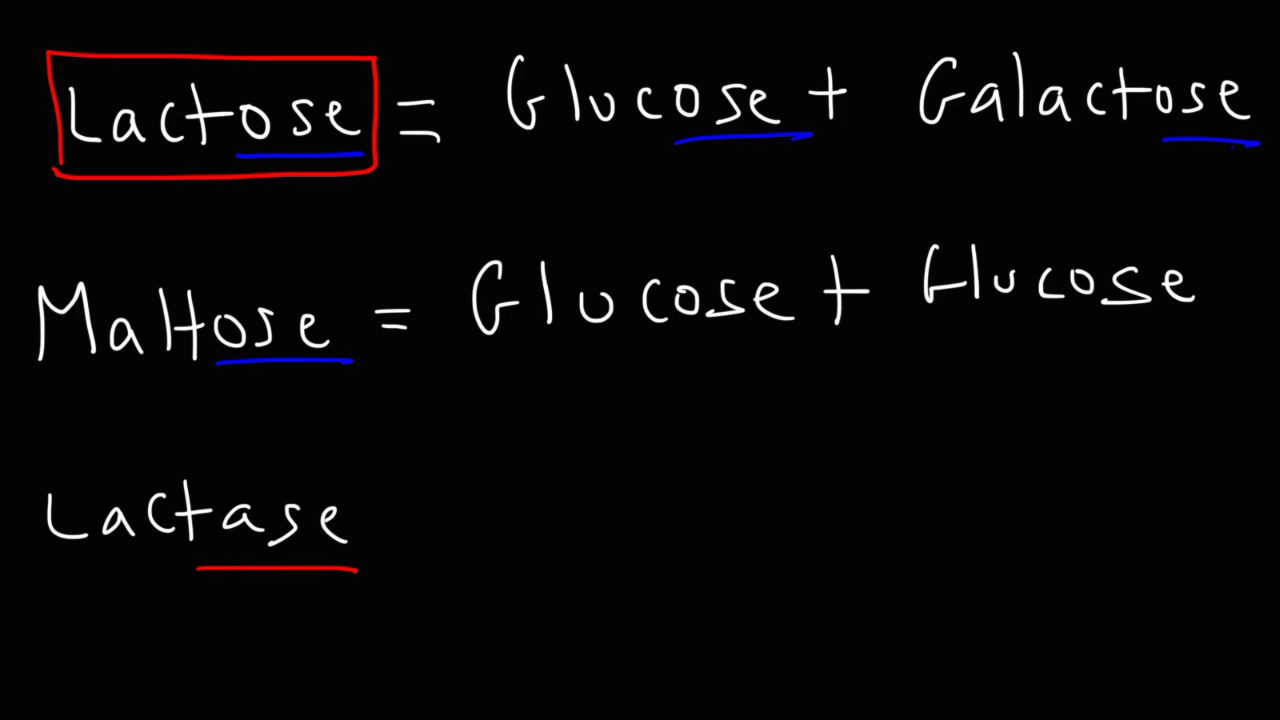 Lactose = Glucose + Galactose
Maltose = Glucose + Glucose
Lactase